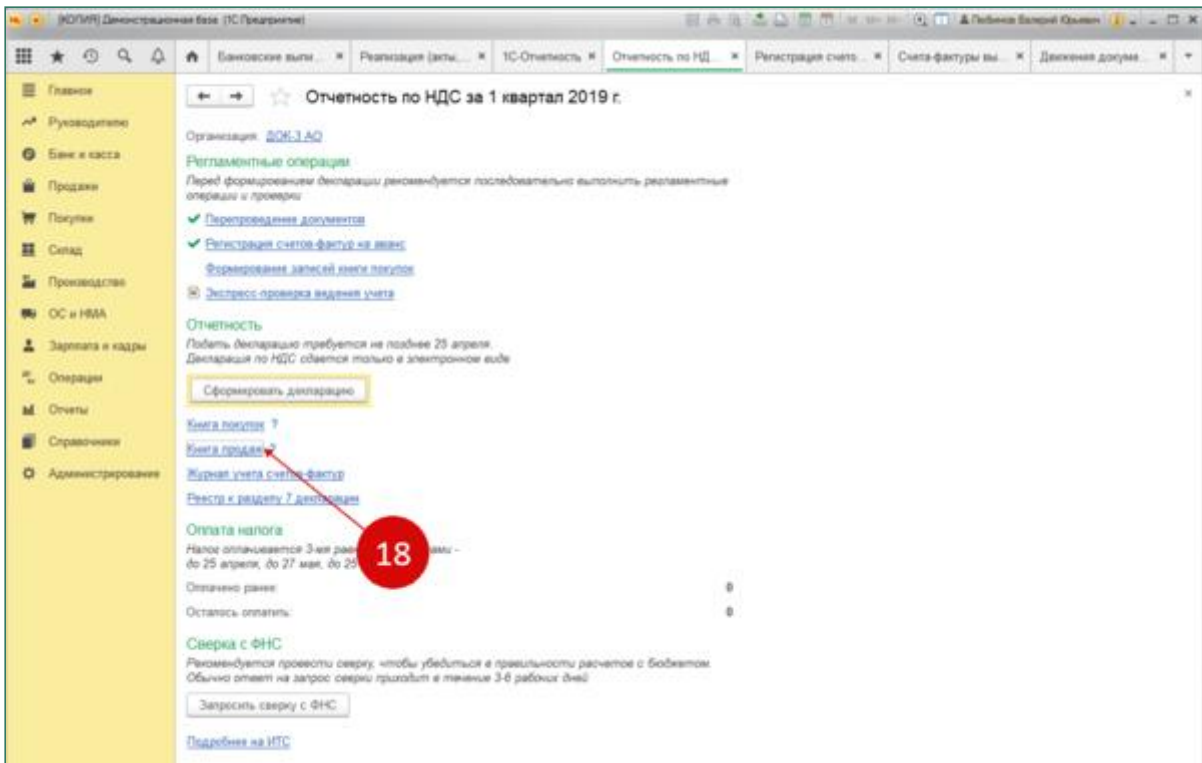 [КОПИЯ] Демонстрационная база (1С:Предприятие)
Банковские выпи...
Реализация (акты,...
1С-Отчетность
Отчетность по НД...
Регистрация счето...
Счета-фактуры вы...
Движения докуме...
Главное
Руководителю
Банк и касса
Продажи
Покупки
Склад
Производство
ОС и НМА
Зарплата и кадры
Операции
Отчеты
Справочники
Администрирование
Отчетность по НДС за 1 квартал 2019 г.
Организация: ДОК-3 АО
Регламентные операции
Перед формированием декларации рекомендуется последовательно выполнить регламентные
операции и проверки
Перепроведение документов
Регистрация счетов-фактур на аванс
Формирование записей книги покупок
Экспресс-проверка ведения учета
Отчетность
Подать декларацию требуется не позднее 25 апреля.
Декларация по НДС сдается только в электронном виде
Сформировать декларацию
Книга покупок ?
Книга продаж ?
Журнал учета счетов-фактур
Реестр к разделу 7 декларации
18
Оплата налога
Налог оплачивается 3-мя ами -
до 25 апреля, до 27 мая, до 25
Оплачено ранее: 0
Осталось оплатить: 0
Сверка с ФНС
Рекомендуется провести сверку, чтобы убедиться в правильности расчетов с бюджетом.
Обычно ответ на запрос сверки приходит в течение 3-6 рабочих дней
Запросить сверку с ФНС
Подробнее на ИТС